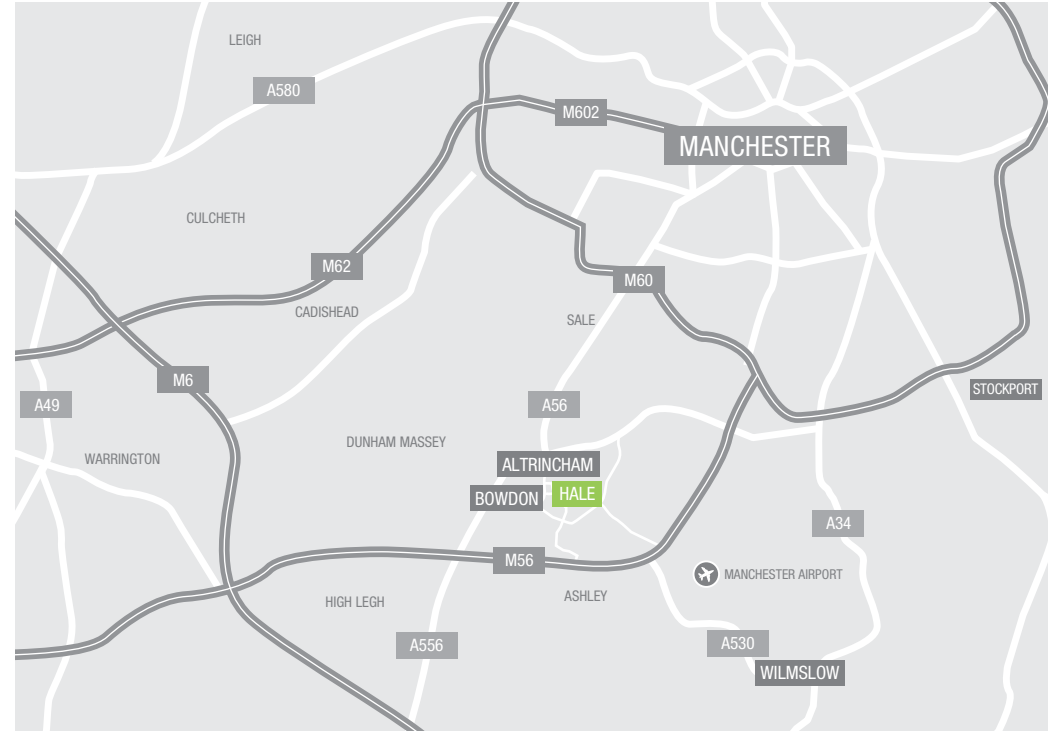 LEIGH
A580
M602
MANCHESTER
CULCHETH
M62
M60
CADISHEAD
SALE
M6
STOCKPORT
A49
A56
DUNHAM MASSEY
WARRINGTON
ALTRINCHAM
BOWDON
HALE
A34
M56
MANCHESTER AIRPORT
HIGH LEGH
ASHLEY
A556
A530
WILMSLOW